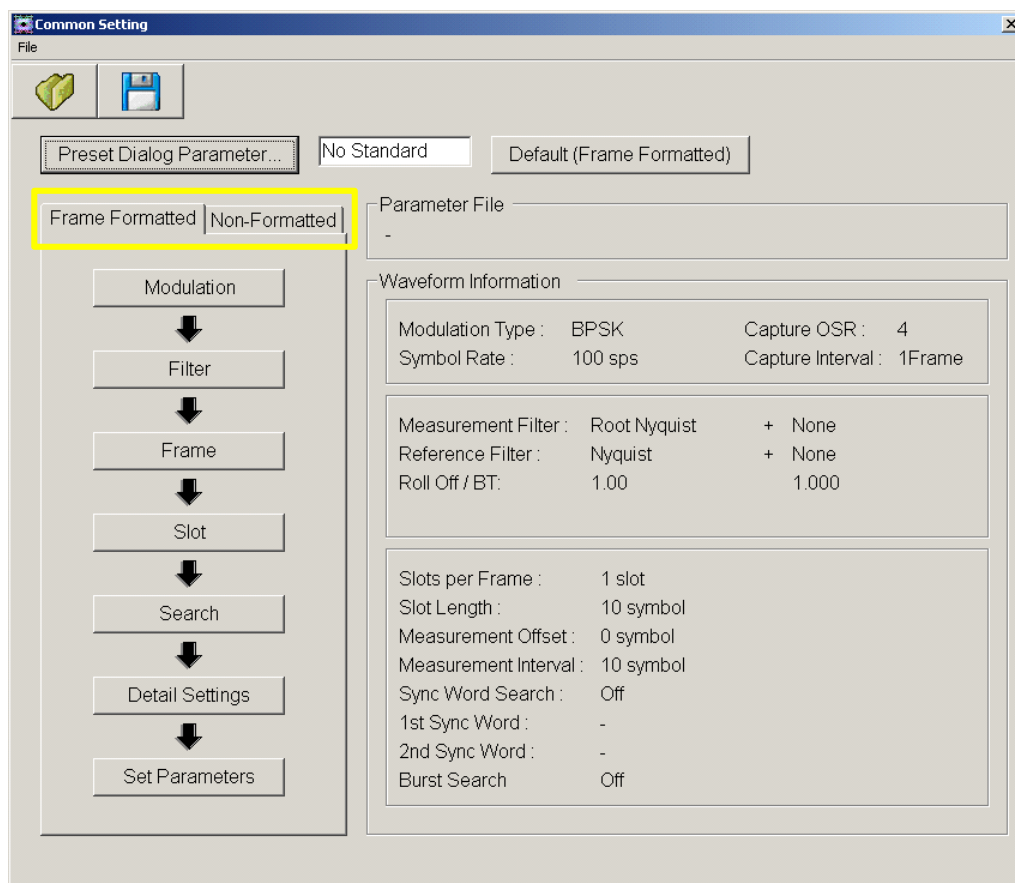 Common Setting
File
Preset Dialog Parameter...
No Standard
Default (Frame Formatted)
Frame Formatted
Non-Formatted
Modulation
Filter
Frame
Slot
Search
Detail Settings
Set Parameters
Parameter File
-
Waveform Information
Modulation Type : BPSK Capture OSR : 4
Symbol Rate : 100 sps Capture Interval : 1Frame
Measurement Filter : Root Nyquist + None
Reference Filter : Nyquist + None
Roll Off / BT: 1.00 1.000
Slots per Frame : 1 slot
Slot Length : 10 symbol
Measurement Offset : 0 symbol
Measurement Interval : 10 symbol
Sync Word Search : Off
1st Sync Word : -
2nd Sync Word : -
Burst Search Off